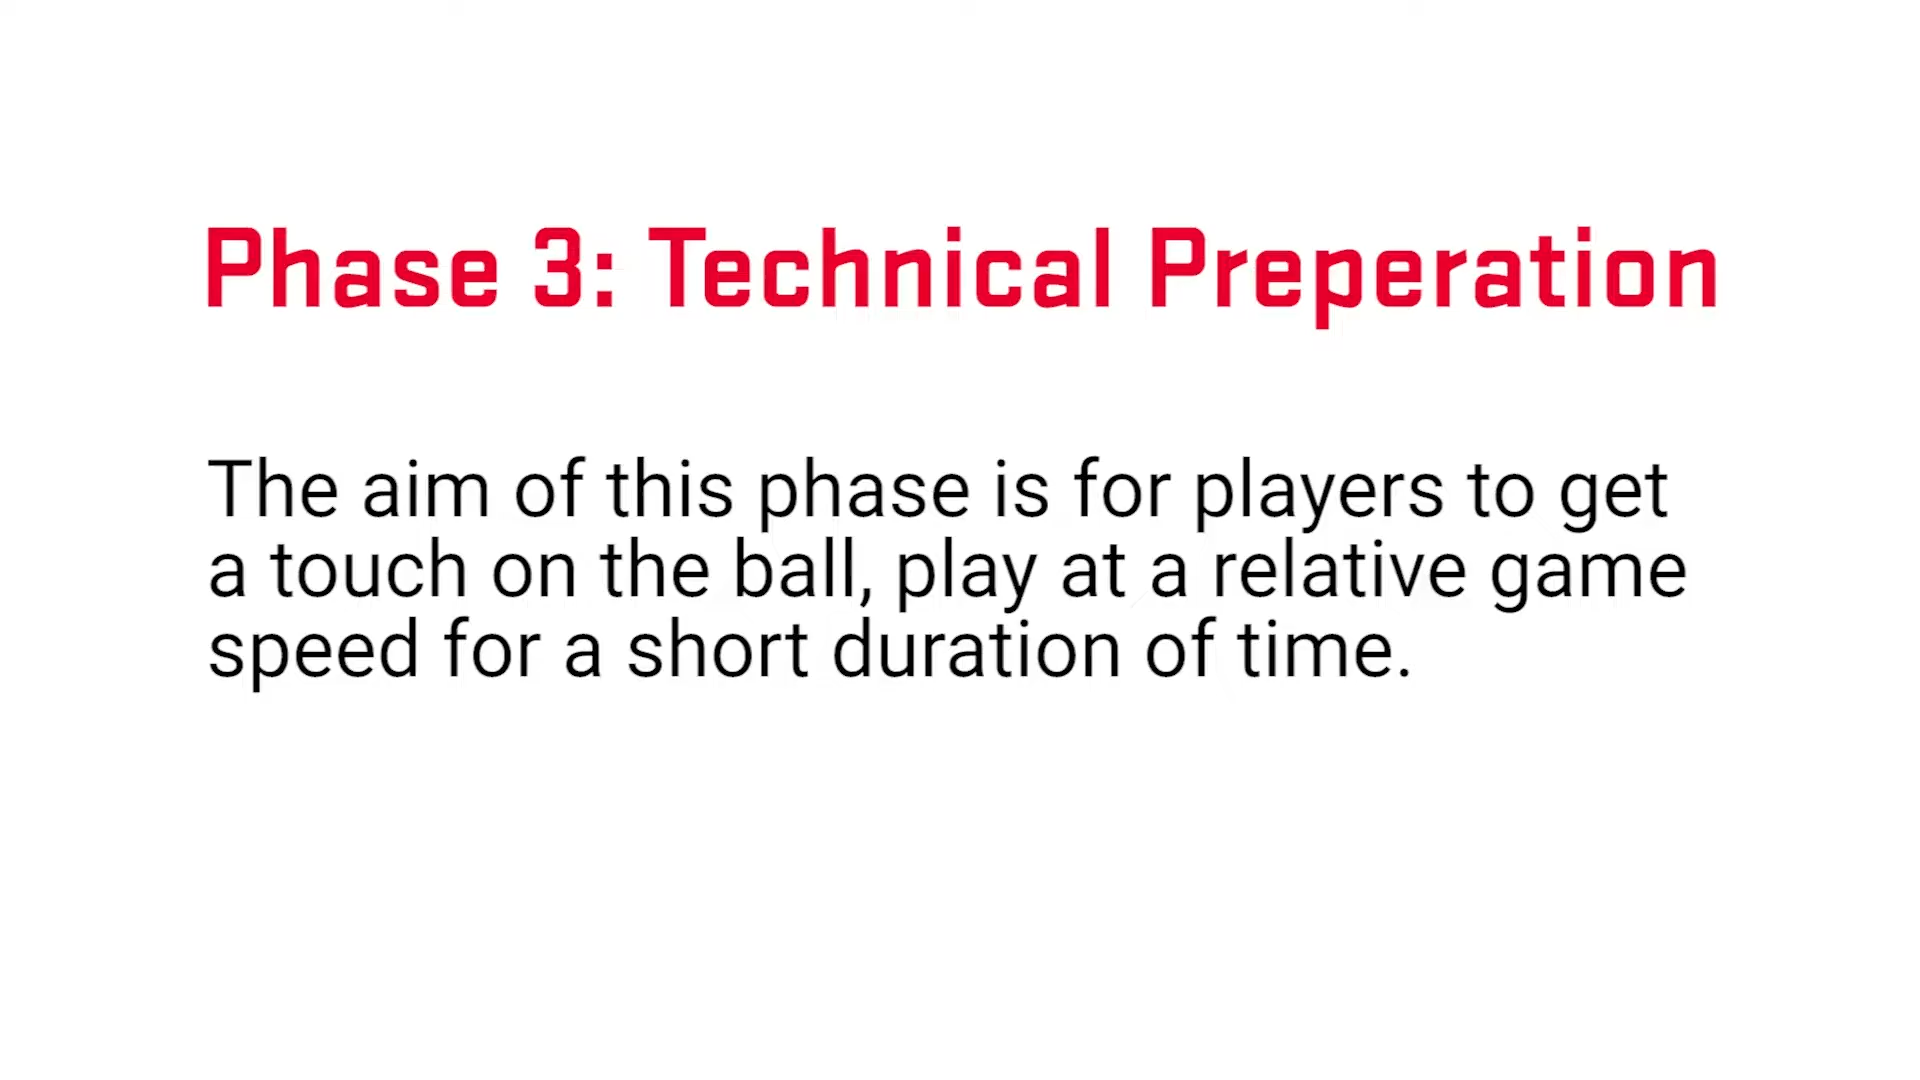 Phase 3: Technical Preperation
The aim of this phase is for players to get
a touch on the ball, play at a relative game
speed for a short duration of time.